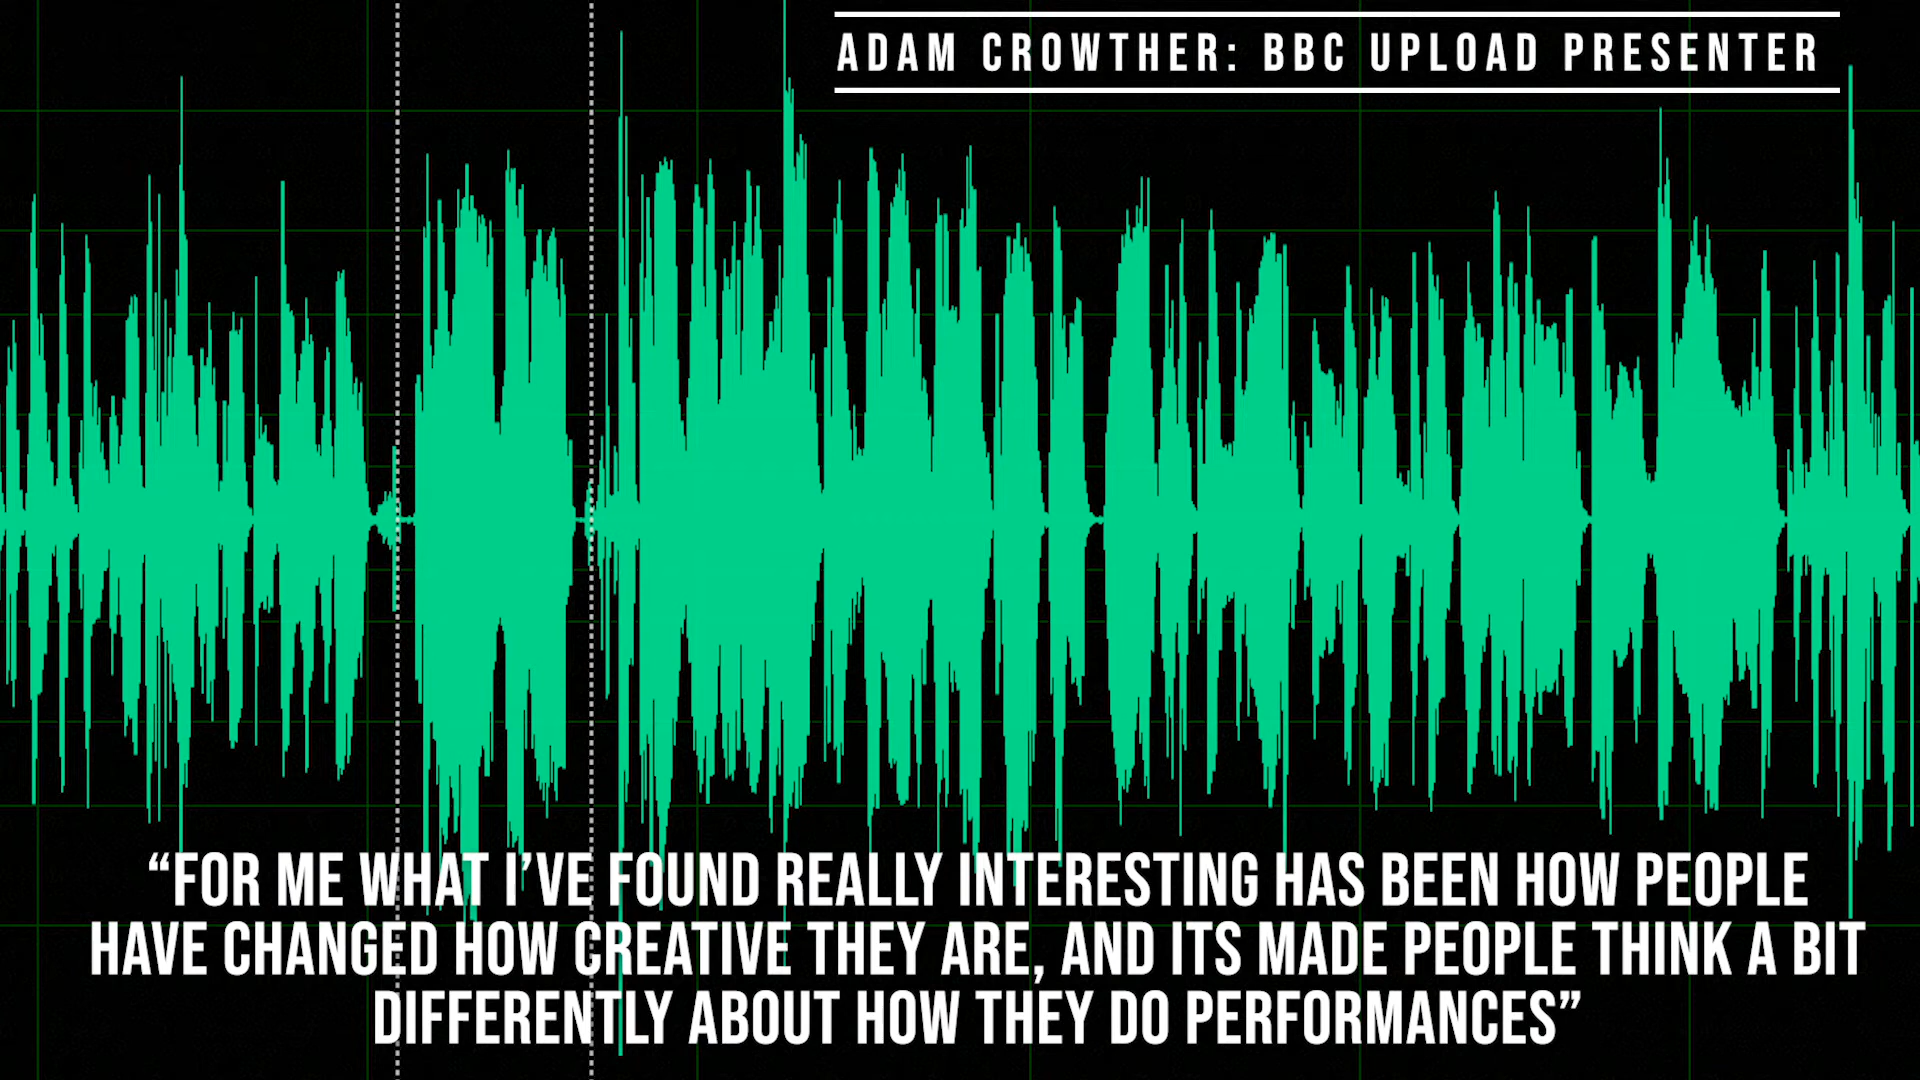 ADAM CROWTHER: BBC UPLOAD PRESENTER
“FOR ME WHAT I’VE FOUND REALLY INTERESTING HAS BEEN HOW PEOPLE
HAVE CHANGED HOW CREATIVE THEY ARE, AND ITS MADE PEOPLE THINK A BIT
DIFFERENTLY ABOUT HOW THEY DO PERFORMANCES”